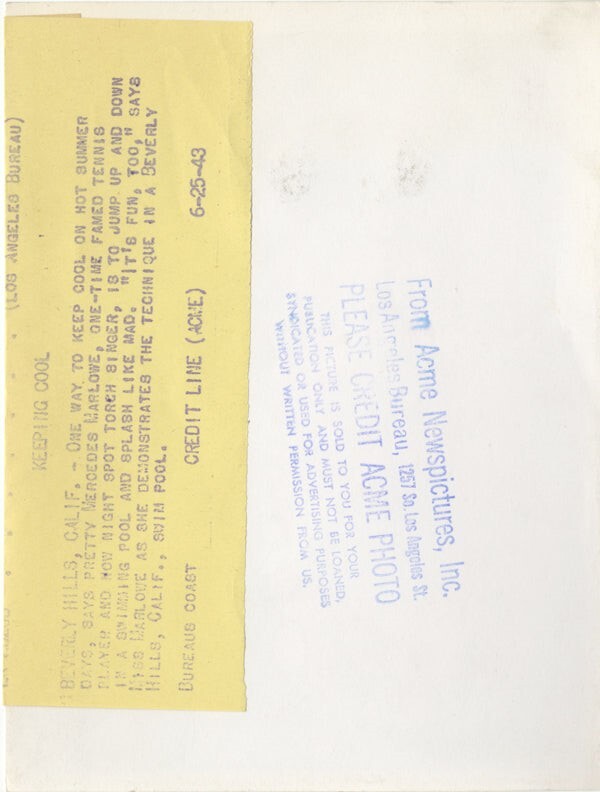 (LOS ANGELES BUREAU)
KEEPING COOL
BEVERLY HILLS, CALIF. - ONE WAY TO KEEP COOL ON HOT SUMMER
DAYS, SAYS PRETTY MERCEDES MARLOWE, ONE-TIME FAMED TENNIS
PLAYER AND NOW NIGHT SPOT TORCH SINGER, IS TO JUMP UP AND DOWN
IN A SWIMMING POOL AND SPLASH LIKE MAD. "IT'S FUN, TOO," SAYS
MISS MARLOWE AS SHE DEMONSTRATES THE TECHNIQUE IN A BEVERLY
HILLS, CALIF., SWIM POOL.
BUREAUS COAST CREDIT LINE (ACME) 6-25-43
From Acme Newspictures, Inc.
Los Angeles Bureau, 1257 So. Los Angeles St.
PLEASE CREDIT ACME PHOTO
THIS PICTURE IS SOLD TO YOU FOR YOUR
PUBLICATION ONLY AND MUST NOT BE LOANED,
SYNDICATED OR USED FOR ADVERTISING PURPOSES
WITHOUT WRITTEN PERMISSION FROM US.